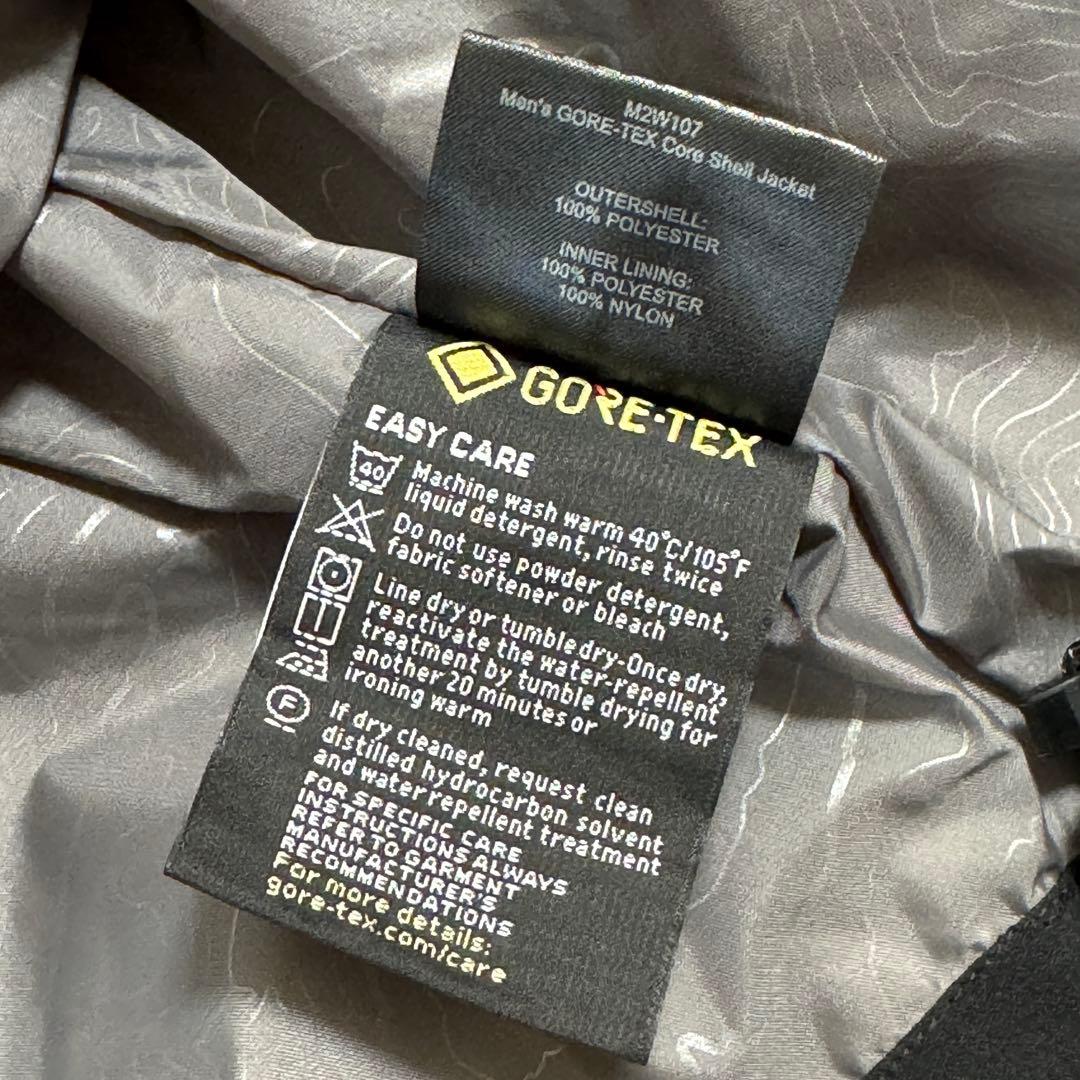 M2W107
Men's GORE-TEX Core Shell Jacket
OUTERSHELL:
100% POLYESTER
INNER LINING:
100% POLYESTER
100% NYLON
GORE-TEX
EASY CARE
40
Machine wash warm 40°C/105°F
liquid detergent, rinse twice
Do not use powder detergent,
fabric softener or bleach
Line dry or tumble dry-Once dry,
reactivate the water-repellent
treatment by tumble drying for
another 20 minutes or
ironing warm
F
If dry cleaned, request clean
distilled hydrocarbon solvent
and water repellent treatment
FOR SPECIFIC CARE
INSTRUCTIONS ALWAYS
REFER TO GARMENT
MANUFACTURER'S
RECOMMENDATIONS
For more details:
gore-tex.com/care